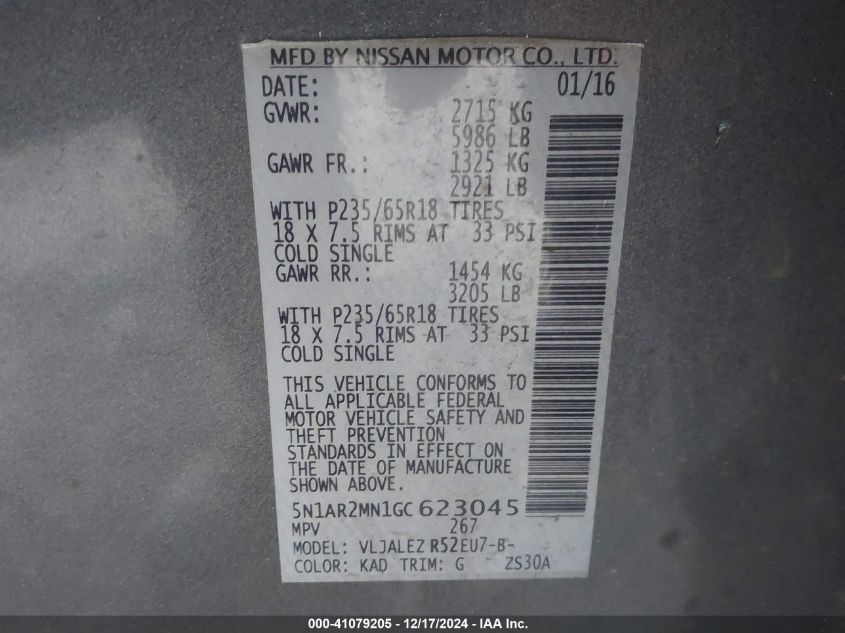 MFD BY NISSAN MOTOR CO., LTD.
DATE: 01/16
GVWR: 2715 KG
5986 LB
GAWR FR.: 1325 KG
2921 LB
WITH P235/65R18 TIRES
18 X 7.5 RIMS AT 33 PSI
COLD SINGLE
GAWR RR.: 1454 KG
3205 LB
WITH P235/65R18 TIRES
18 X 7.5 RIMS AT 33 PSI
COLD SINGLE
THIS VEHICLE CONFORMS TO
ALL APPLICABLE FEDERAL
MOTOR VEHICLE SAFETY AND
THEFT PREVENTION
STANDARDS IN EFFECT ON
THE DATE OF MANUFACTURE
SHOWN ABOVE.
5N1AR2MN1GC623045
MPV 267
MODEL: VLJALEZ R52EU7-B-
COLOR: KAD TRIM: G ZS30A
000-41079205 - 12/17/2024 - IAA Inc.